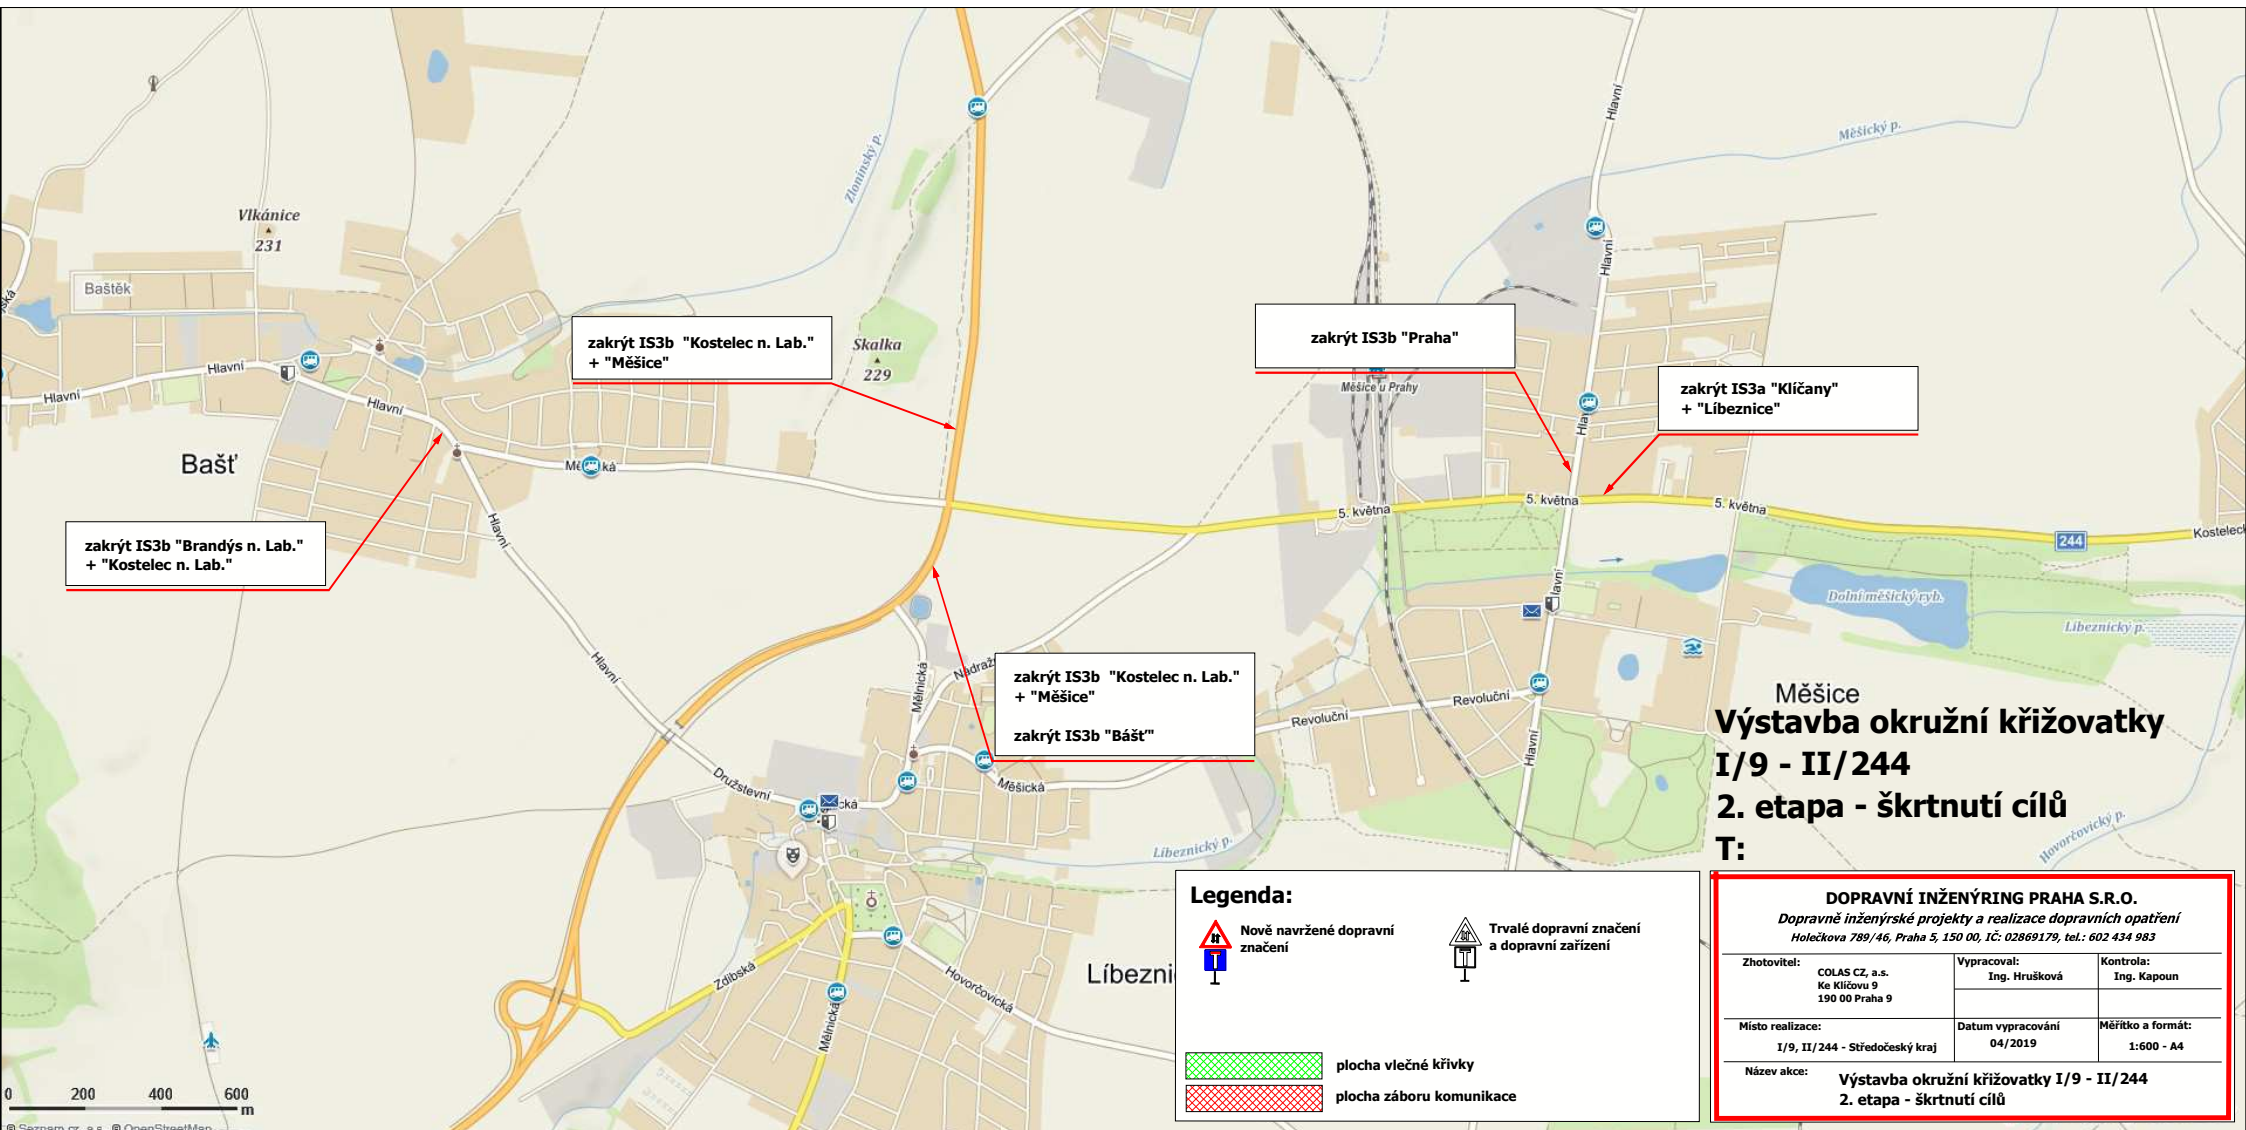 Hlavní
Měšický p.
Zlonínský p.
Vlkánice
231
Hlavní
Hlavní
Baštěk
zakrýt IS3b "Kostelec n. Lab."
+ "Měšice"
Skalka
229
zakrýt IS3b "Praha"
Měšice u Prahy
zakrýt IS3a "Klíčany"
+ "Líbeznice"
Hlavní
Hlavní
Hlavní
Bašť
5. května
5. května
5. května
244
Hlavní
zakrýt IS3b "Brandýs n. Lab."
+ "Kostelec n. Lab."
Dolní měšický ryb.
Líbeznický p.
Hlavní
Mělnická
zakrýt IS3b "Kostelec n. Lab."
+ "Měšice"
zakrýt IS3b "Bášť"
Revoluční
Revoluční
Hlavní
Měšice
Výstavba okružní křižovatky
I/9 - II/244
2. etapa - škrtnutí cílů
T:
Družstevní
Měšická
Líbeznický p.
Hovorčovický p.
Zdibská
Hovorčovická
Mělnická
Legenda:
Nově navržené dopravní
značení
Trvalé dopravní značení
a dopravní zařízení
plocha vlečné křivky
plocha záboru komunikace
DOPRAVNÍ INŽENÝRING PRAHA S.R.O.
Dopravně inženýrské projekty a realizace dopravních opatření
Holečkova 789/46, Praha 5, 150 00, IČ: 02869179, tel.: 602 434 983
Zhotovitel:
COLAS CZ, a.s.
Ke Klíčovu 9
190 00 Praha 9
Vypracoval:
Ing. Hrušková
Kontrola:
Ing. Kapoun
Místo realizace:
I/9, II/244 - Středočeský kraj
Datum vypracování
04/2019
Měřítko a formát:
1:600 - A4
Název akce:
Výstavba okružní křižovatky I/9 - II/244
2. etapa - škrtnutí cílů
0 200 400 600
m
© Seznam.cz, a.s., © OpenStreetMap